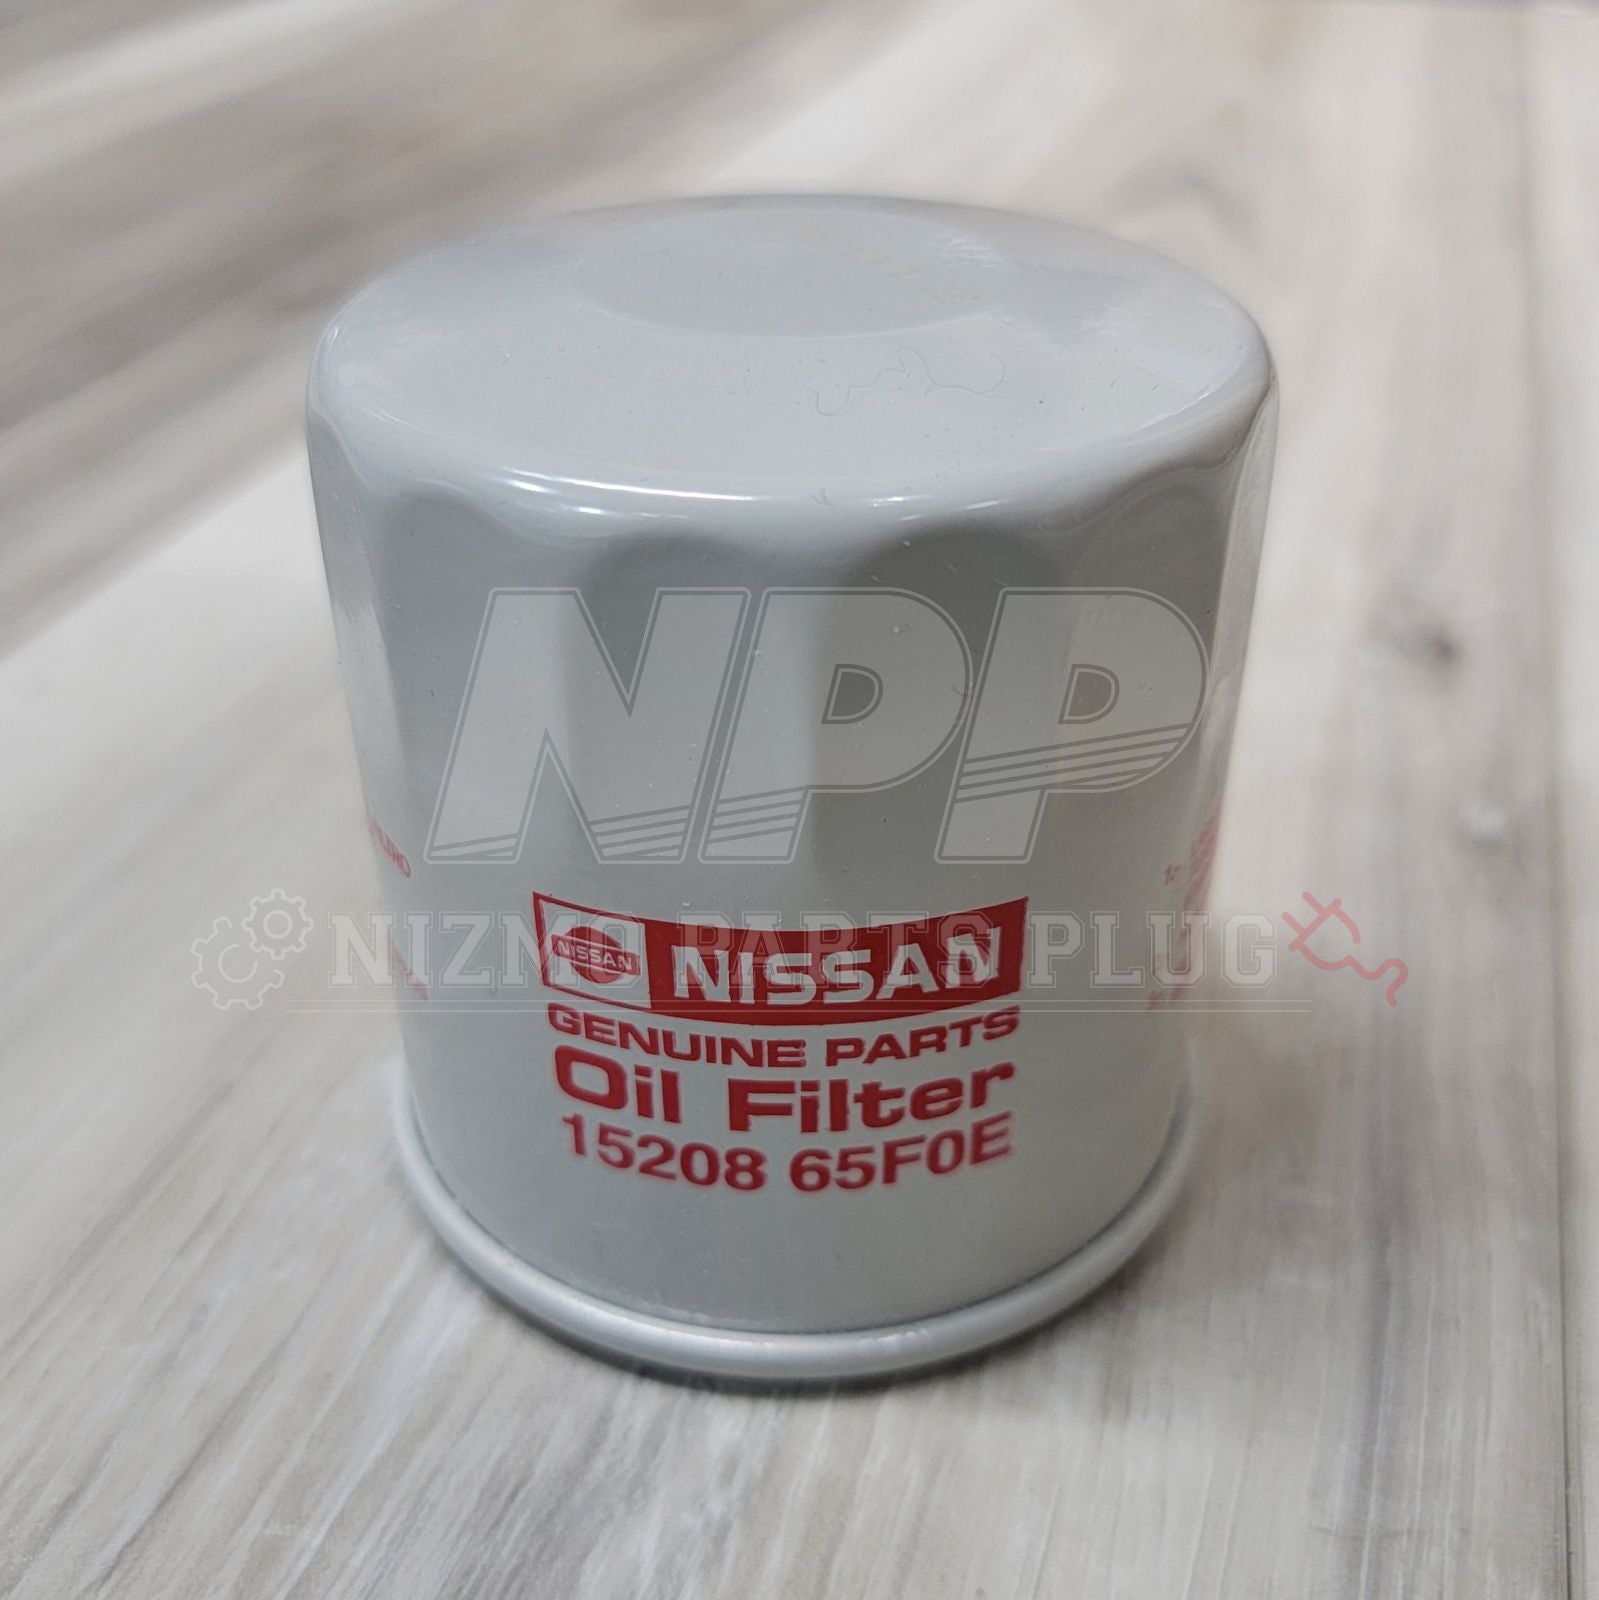 NPP
NIZMO PARTS PLUG
NISSAN NISSAN
GENUINE PARTS
Oil Filter
15208 65F0E